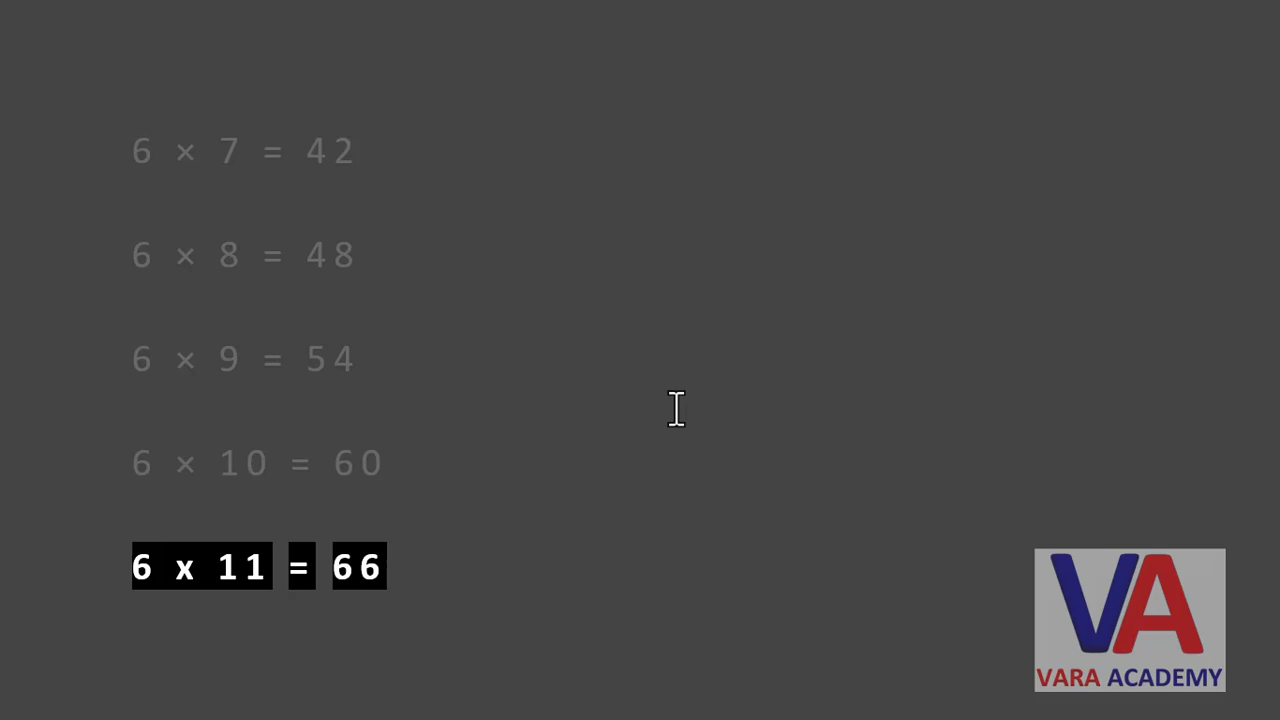 6 × 7 = 42
6 × 8 = 48
6 × 9 = 54
6 × 10 = 60
6 x 11 = 66
VA
VARA ACADEMY